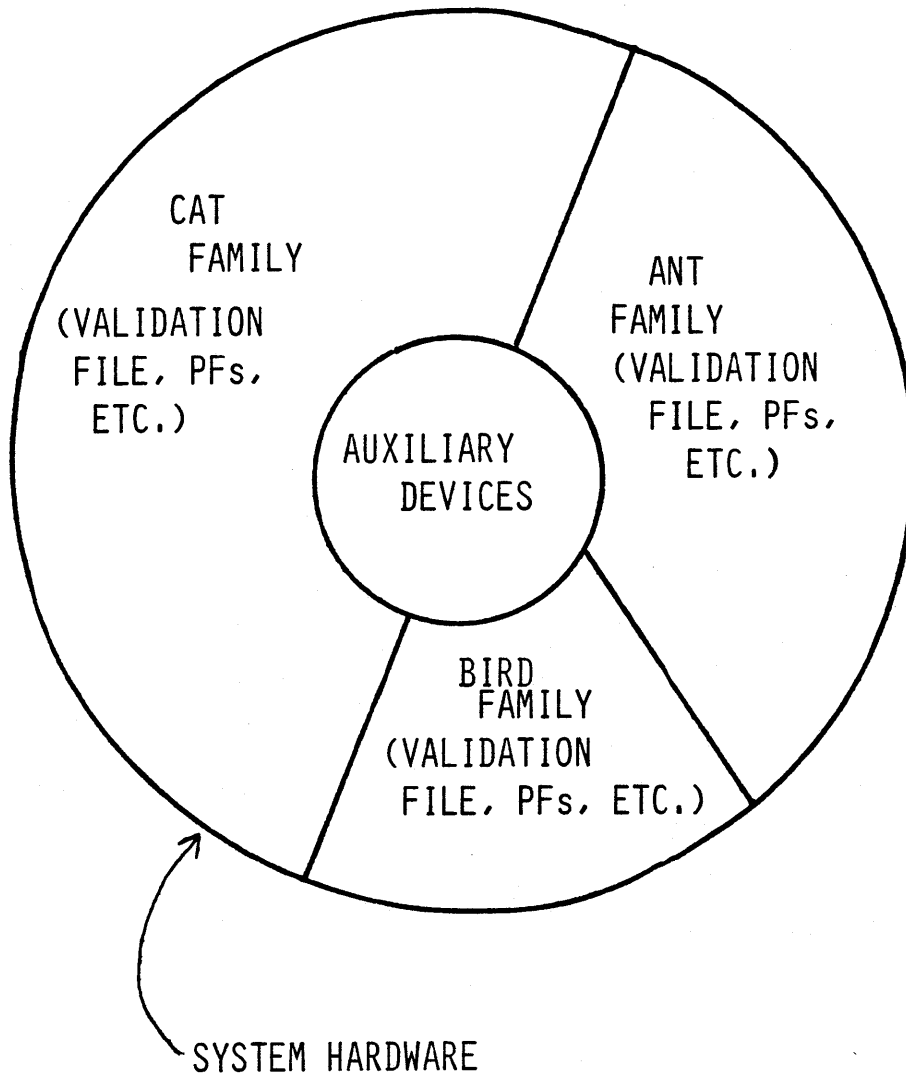 CAT
FAMILY
(VALIDATION
FILE, PFs,
ETC.)
ANT
FAMILY
(VALIDATION
FILE, PFs,
ETC.)
AUXILIARY
DEVICES
BIRD
FAMILY
(VALIDATION
FILE, PFs, ETC.)
SYSTEM HARDWARE